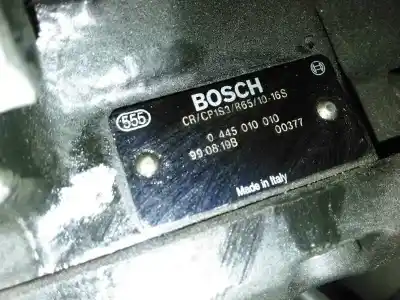 BOSCH
555
CR/CP1S3/R65/10-16S
0 445 010 010
99:08:19B 00377
Made in Italy